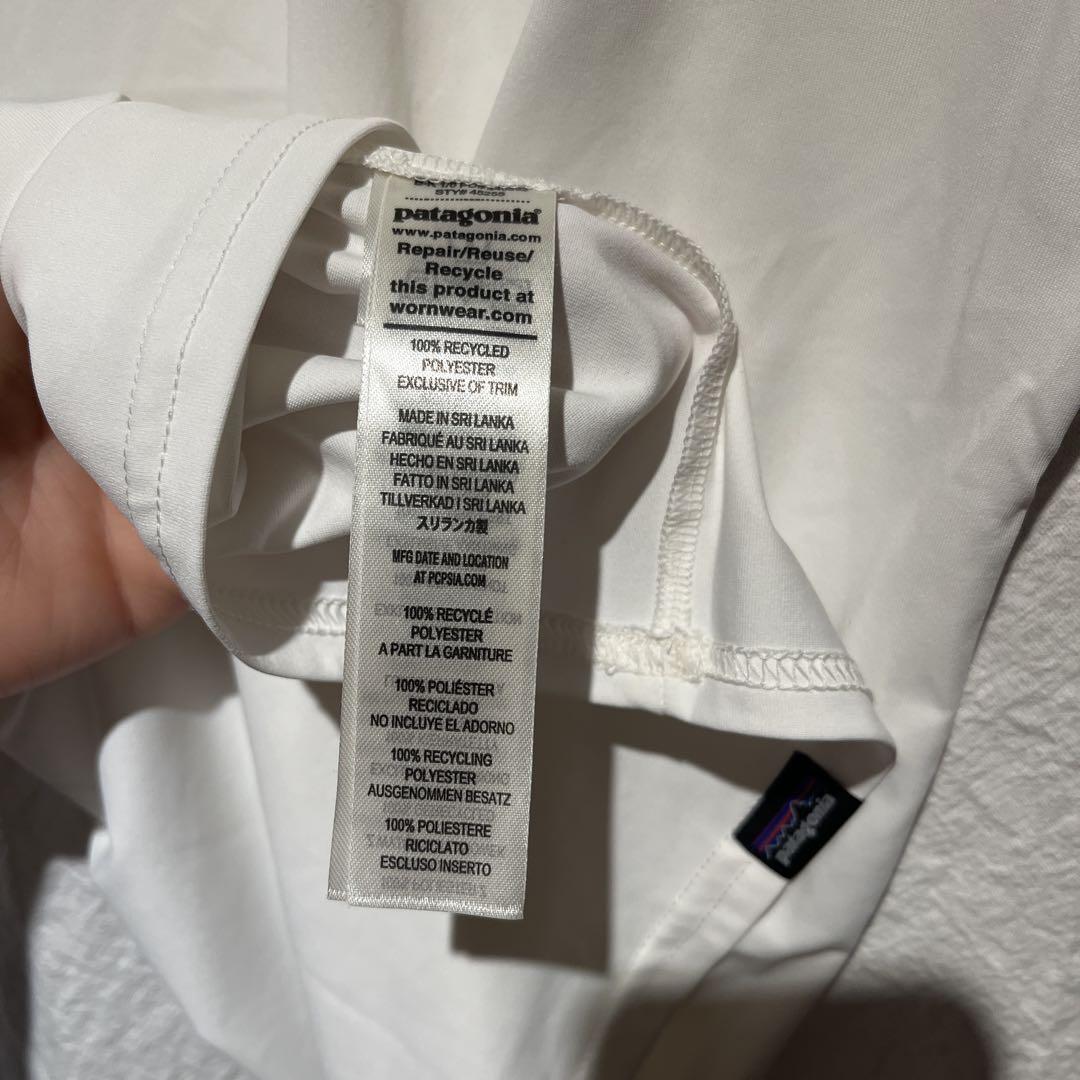 STY# 45255
patagonia®
www.patagonia.com
Repair/Reuse/
Recycle
this product at
wornwear.com
100% RECYCLED
POLYESTER
EXCLUSIVE OF TRIM
MADE IN SRI LANKA
FABRIQUÉ AU SRI LANKA
HECHO EN SRI LANKA
FATTO IN SRI LANKA
TILLVERKAD I SRI LANKA
スリランカ製
MFG DATE AND LOCATION
AT PCPSIA.COM
100% RECYCLÉ
POLYESTER
A PART LA GARNITURE
100% POLIÉSTER
RECICLADO
NO INCLUYE EL ADORNO
100% RECYCLING
POLYESTER
AUSGENOMMEN BESATZ
100% POLIESTERE
RICICLATO
ESCLUSO INSERTO
patagonia